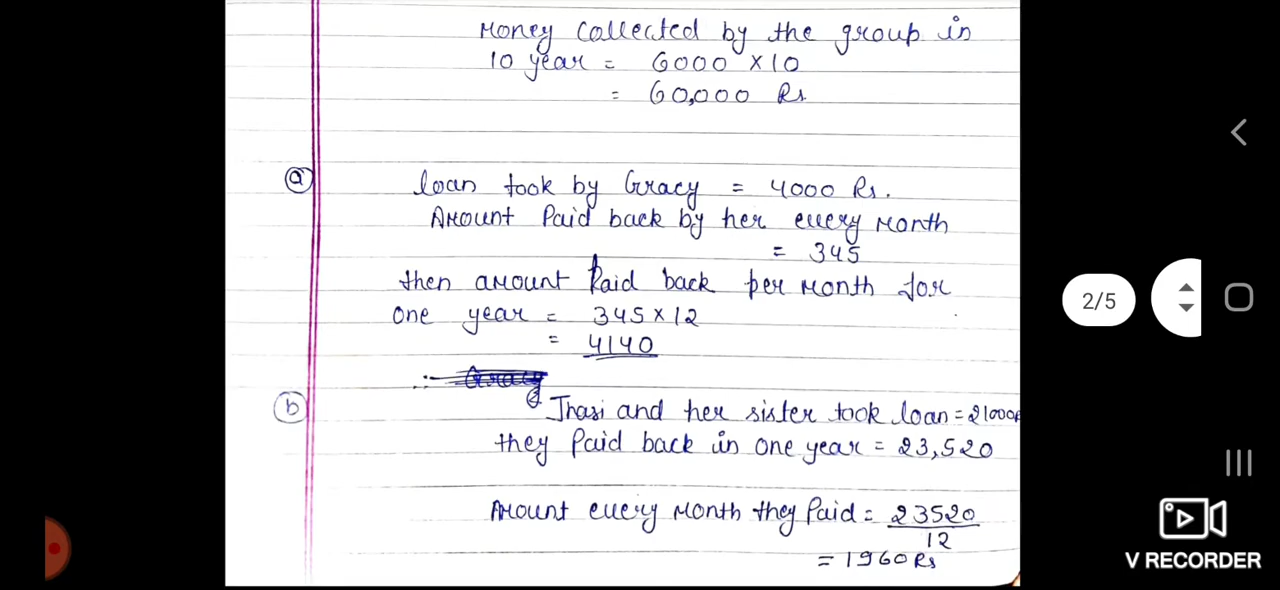 Money collected by the group in
10 year = 6000 × 10
= 60,000 Rs.
a
loan took by Gracy = 4000 Rs.
Amount Paid back by her every month
= 345
then amount Paid back per month for
one year = 345 × 12
= 4140
∴ Gracy
b
Jhasi and her sister took loan = 21000
they Paid back in one year = 23,520
Amount every month they Paid = 23520
12
= 1960 Rs
2/5
V RECORDER